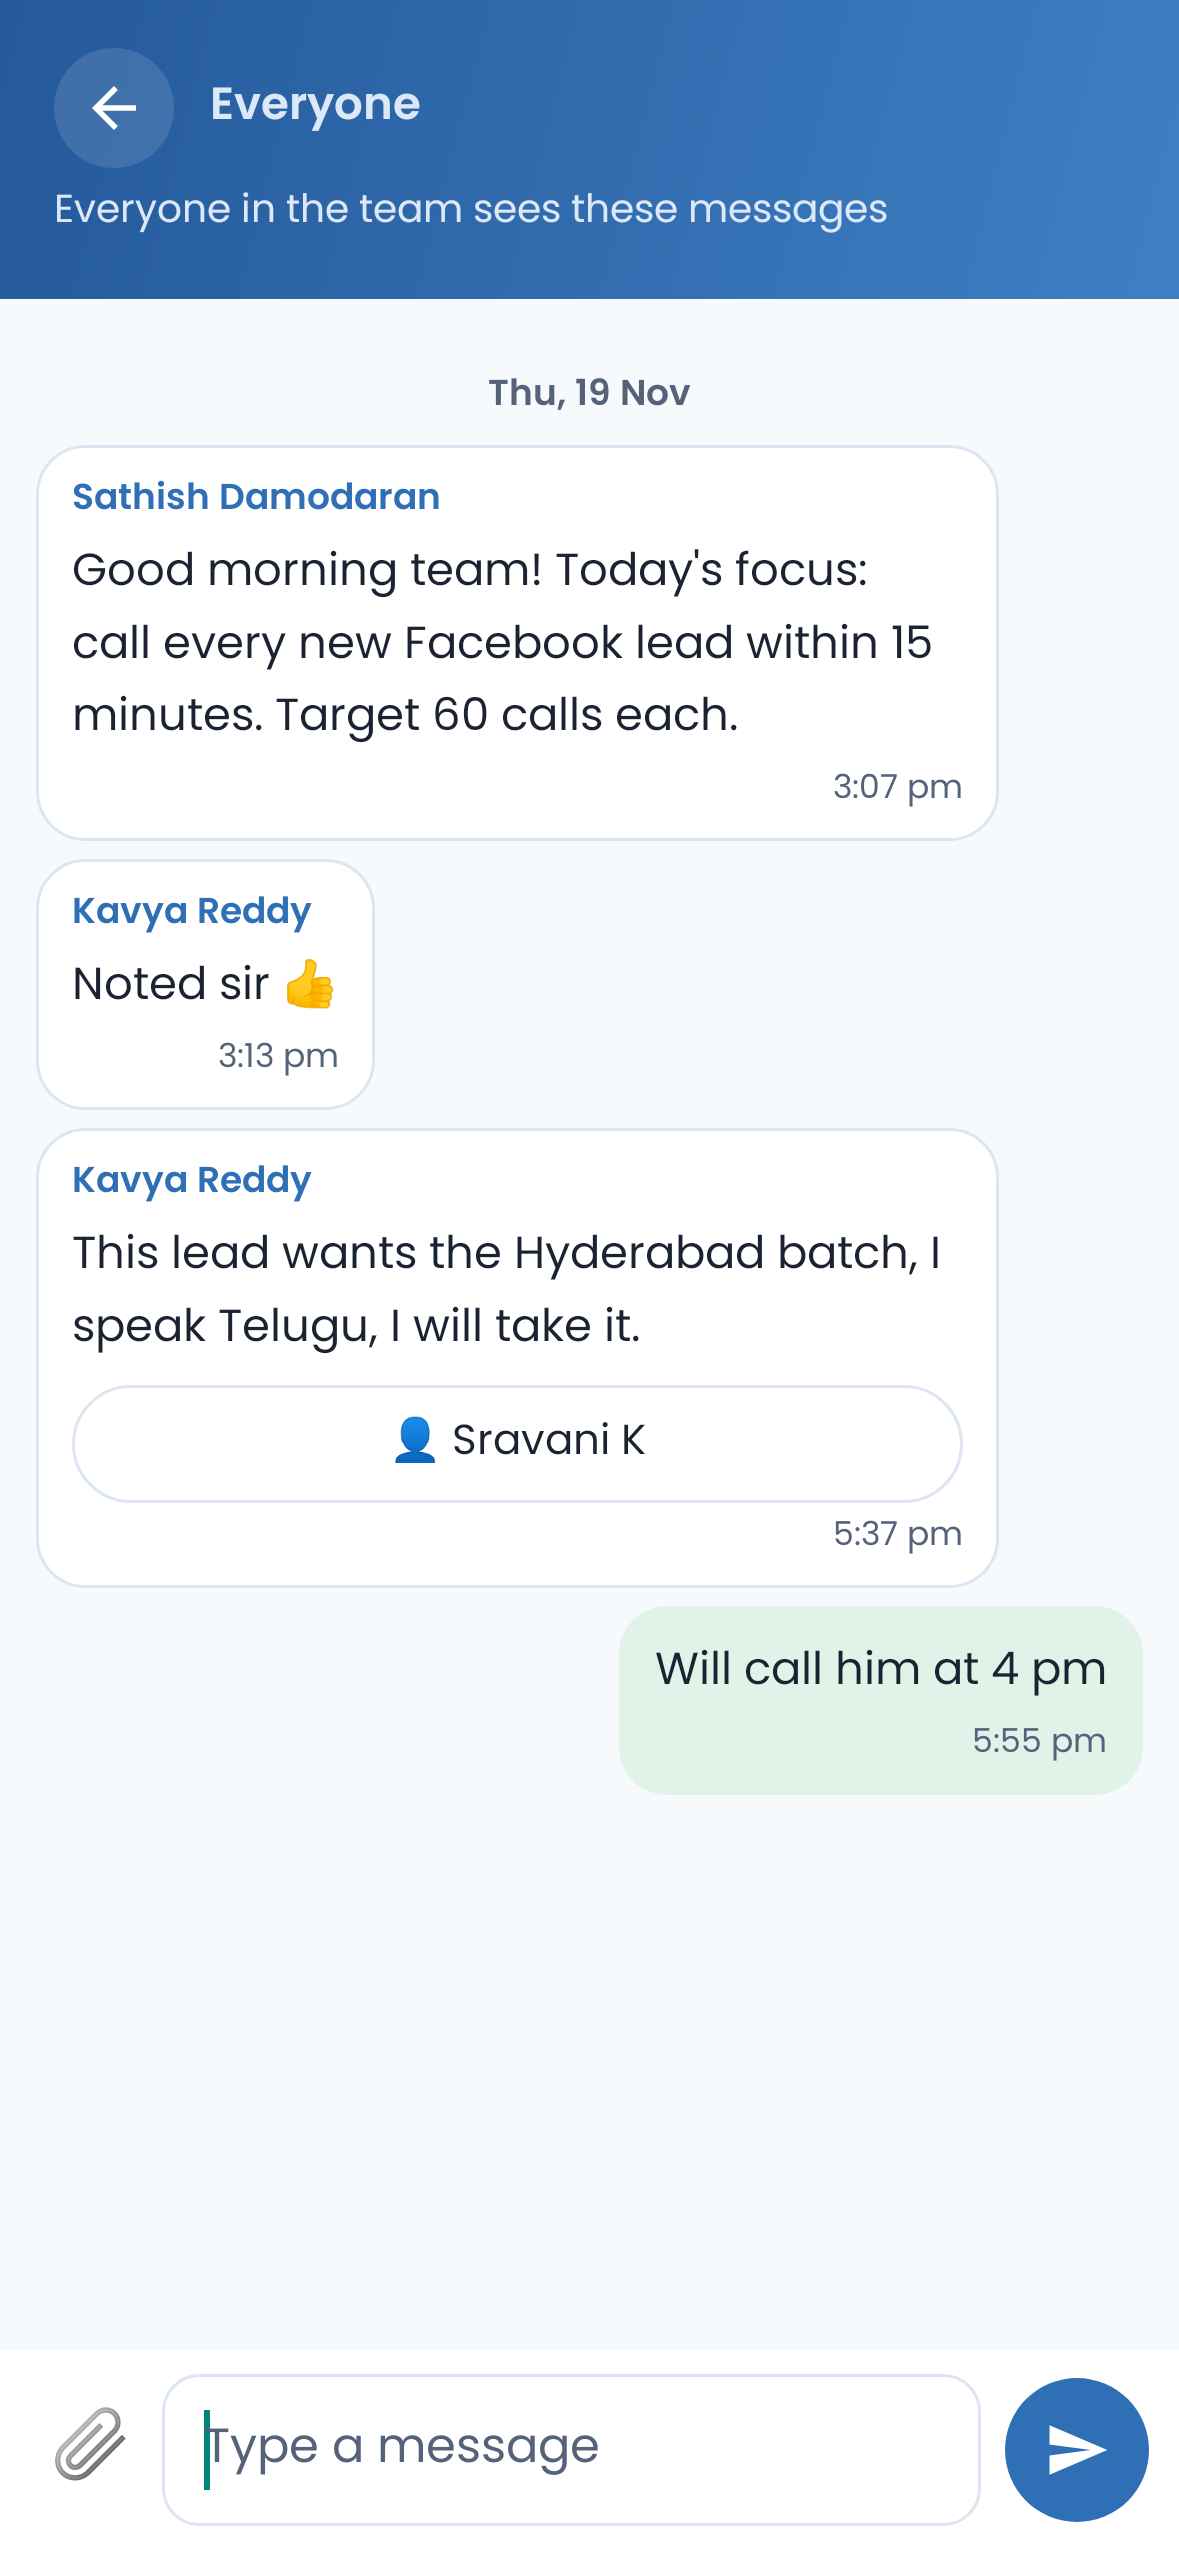 Everyone
Everyone in the team sees these messages
Thu, 19 Nov
Sathish Damodaran
Good morning team! Today's focus:
call every new Facebook lead within 15
minutes. Target 60 calls each.
3:07 pm
Kavya Reddy
Noted sir 👍
3:13 pm
Kavya Reddy
This lead wants the Hyderabad batch, I
speak Telugu, I will take it.
👤 Sravani K
5:37 pm
Will call him at 4 pm
5:55 pm
Type a message